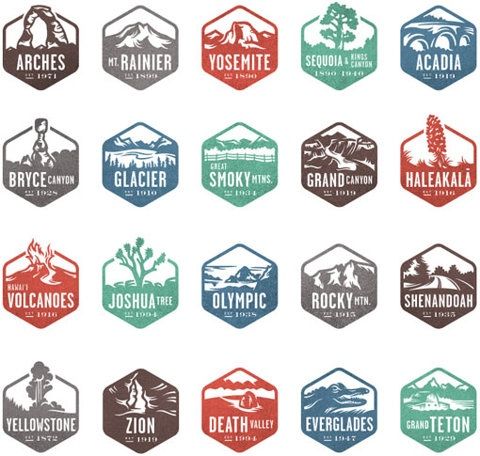 ARCHES
EST 1971
MT. RAINIER
EST 1899
YOSEMITE
EST 1890
SEQUOIA & KINGS CANYON
1890 1940
ACADIA
EST 1919
BRYCE CANYON
EST 1928
GLACIER
EST 1910
GREAT
SMOKY MTNS.
EST 1934
GRAND CANYON
EST 1919
HALEAKALĀ
EST 1916
HAWAI'I
VOLCANOES
EST 1916
JOSHUA TREE
EST 1994
OLYMPIC
EST 1938
ROCKY MTN.
EST 1915
SHENANDOAH
EST 1935
YELLOWSTONE
EST 1872
ZION
EST 1919
DEATH VALLEY
EST 1994
EVERGLADES
EST 1947
GRAND TETON
EST 1929